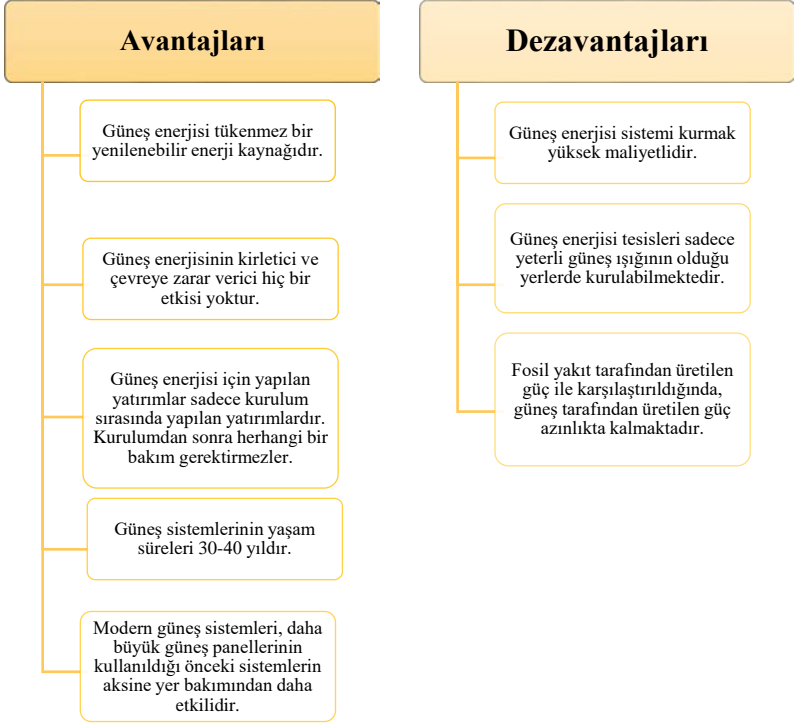 Avantajları
Güneş enerjisi tükenmez bir
yenilenebilir enerji kaynağıdır.
Güneş enerjisinin kirletici ve
çevreye zarar verici hiç bir
etkisi yoktur.
Güneş enerjisi için yapılan
yatırımlar sadece kurulum
sırasında yapılan yatırımlardır.
Kurulumdan sonra herhangi bir
bakım gerektirmezler.
Güneş sistemlerinin yaşam
süreleri 30-40 yıldır.
Modern güneş sistemleri, daha
büyük güneş panellerinin
kullanıldığı önceki sistemlerin
aksine yer bakımından daha
etkilidir.
Dezavantajları
Güneş enerjisi sistemi kurmak
yüksek maliyetlidir.
Güneş enerjisi tesisleri sadece
yeterli güneş ışığının olduğu
yerlerde kurulabilmektedir.
Fosil yakıt tarafından üretilen
güç ile karşılaştırıldığında,
güneş tarafından üretilen güç
azınlıkta kalmaktadır.